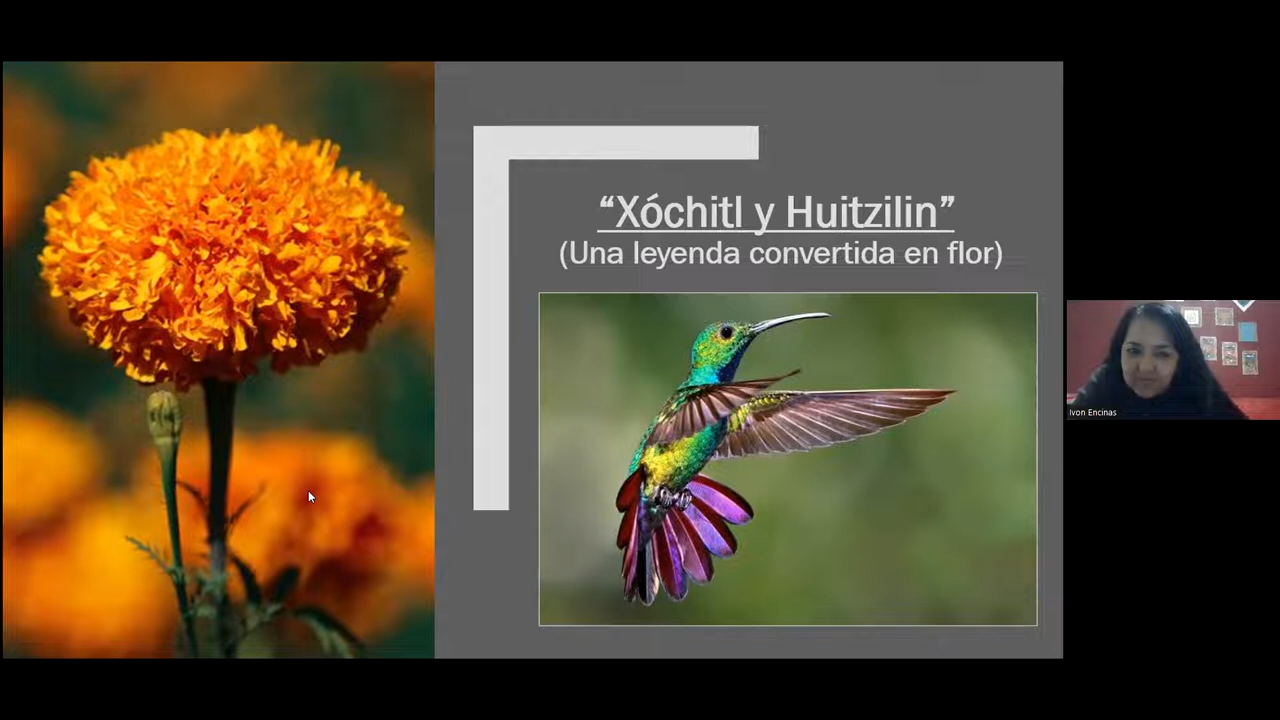 “Xóchitl y Huitzilin”
(Una leyenda convertida en flor)
Ivon Encinas